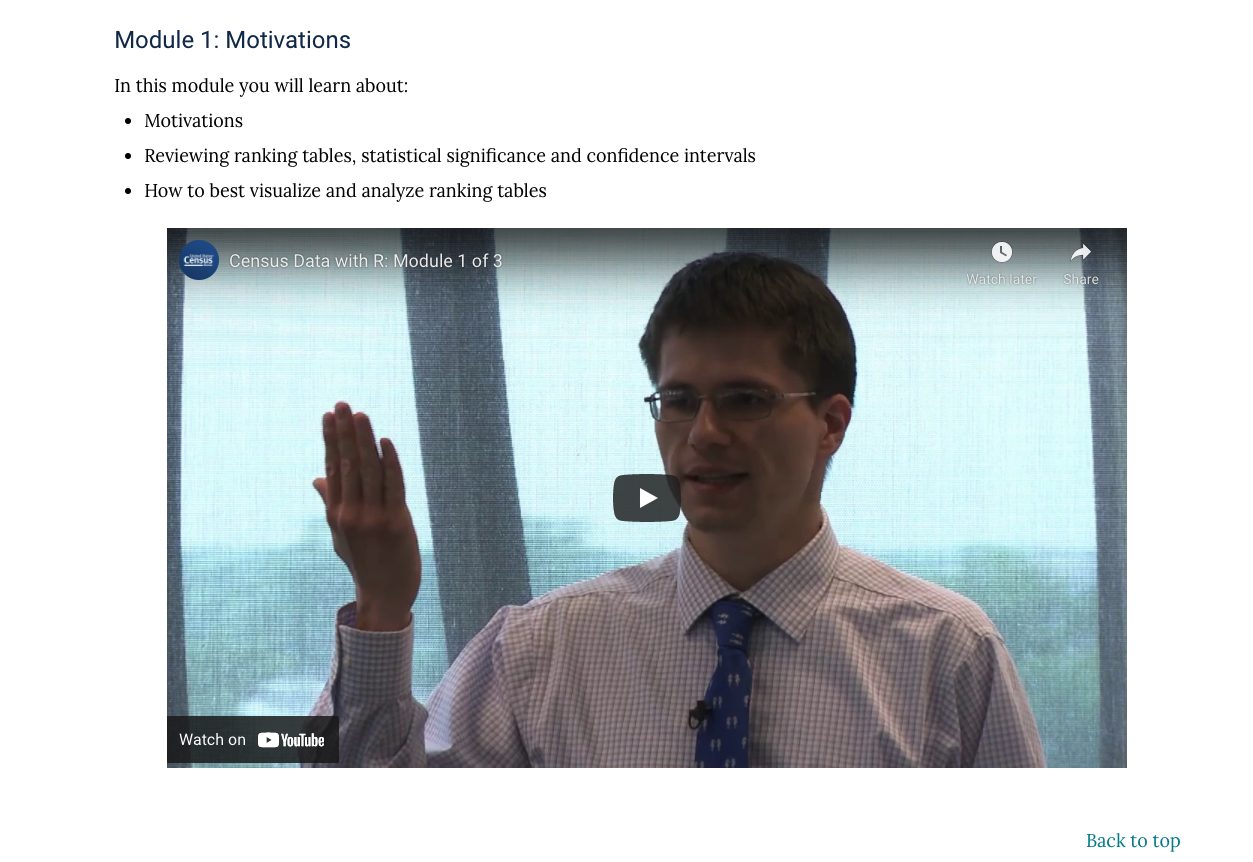 Module 1: Motivations
In this module you will learn about:
Motivations
Reviewing ranking tables, statistical significance and confidence intervals
How to best visualize and analyze ranking tables
Census
Census Data with R: Module 1 of 3
Watch later
Share
Watch on YouTube
Back to top